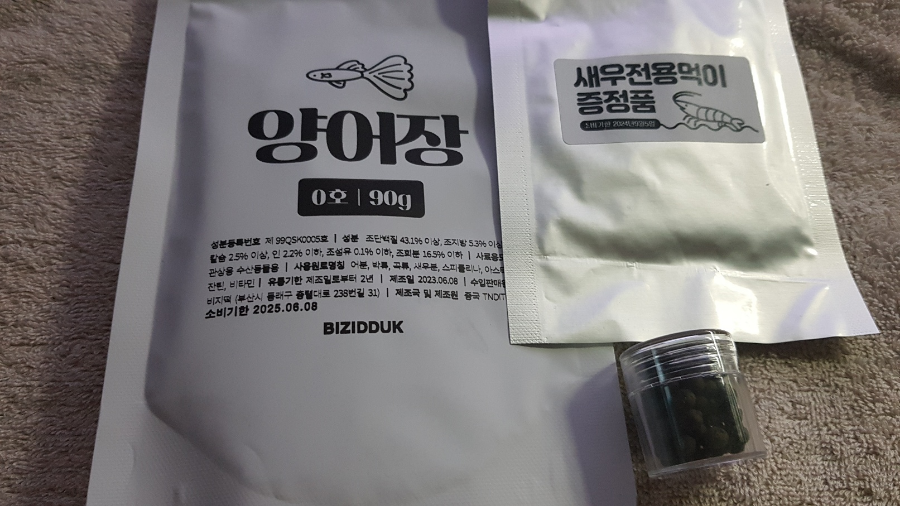 양어장
0호 | 90g
성분등록번호 제 99QSK0005호 | 성분 조단백질 43.1% 이상, 조지방 5.3% 이상
칼슘 2.5% 이상, 인 2.2% 이하, 조섬유 0.1% 이하, 조회분 16.5% 이하 | 사료용도
관상용 수산동물용 | 사용원료명칭 어분, 새우분, 스피룰리나,
비타민 | 유통기한 제조일로부터 2년 | 제조일 2023.06.08 | 수입판매원
비지떡 (부산시 동래구 충렬대로 238번길 31) | 제조국 및 제조원 중국 TNDIT
소비기한 2025.06.08
BIZIDDUK
새우전용먹이
증정품
소비기한